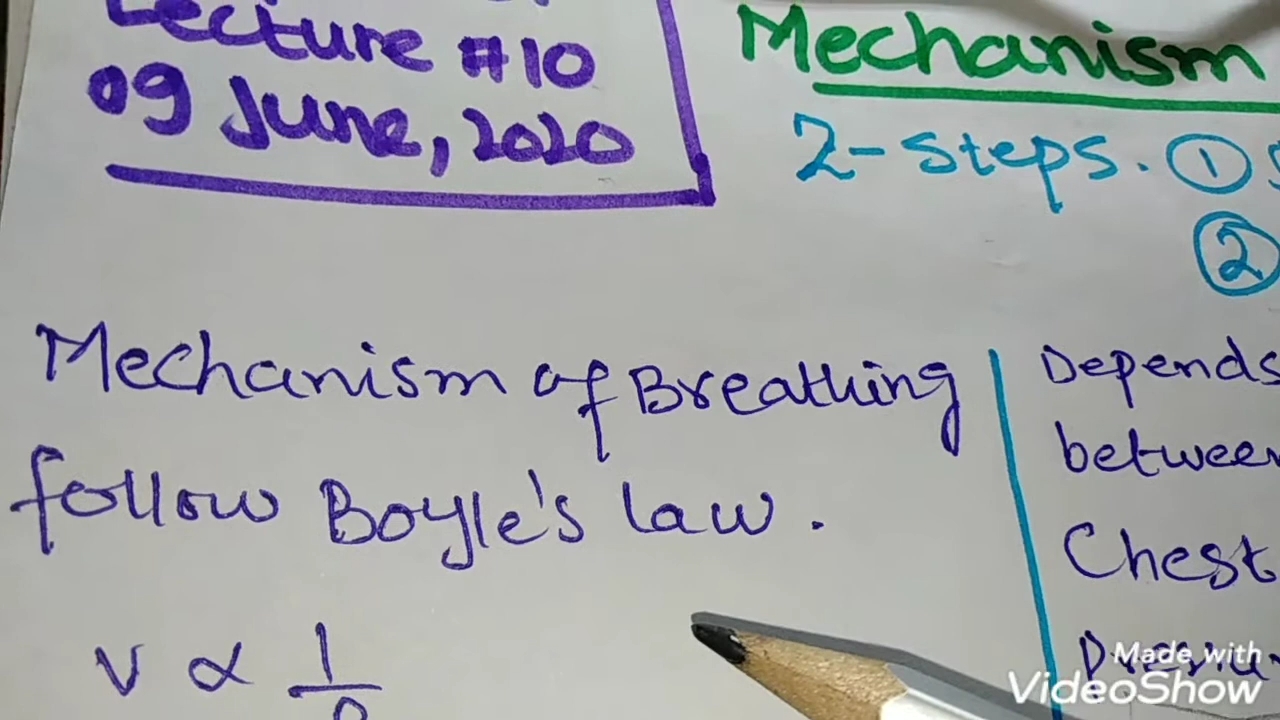 Lecture #10
09 June, 2020
Mechanism
2-steps. ①
②
Mechanism of Breathing
follow Boyle's law.
V ∝ 1/
Depends
between
Chest
Made with
VideoShow